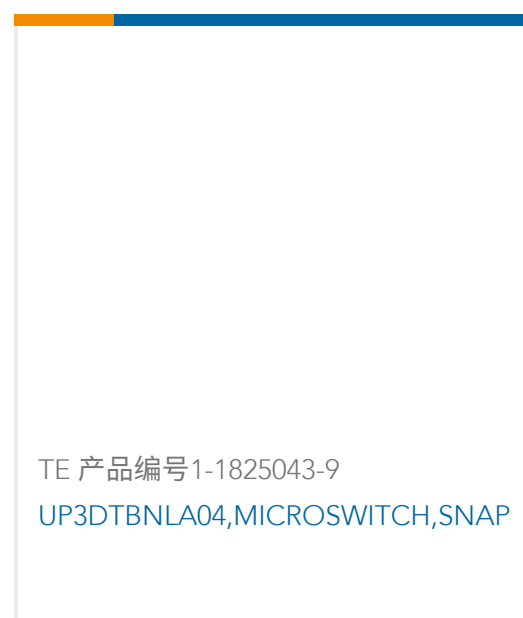 TE 产品编号1-1825043-9
UP3DTBNLA04,MICROSWITCH,SNAP